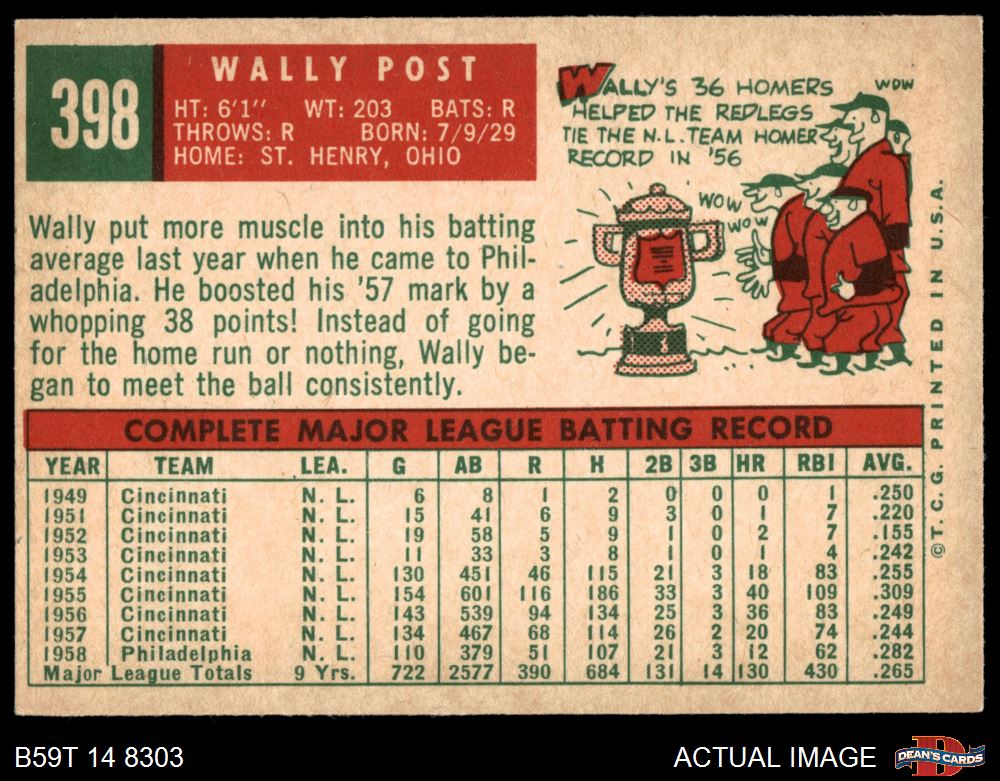 398
WALLY POST
HT: 6'1" WT: 203 BATS: R
THROWS: R BORN: 7/9/29
HOME: ST. HENRY, OHIO
WALLY'S 36 HOMERS
HELPED THE REDLEGS
TIE THE N.L. TEAM HOMER
RECORD IN '56
WOW
WOW
WOW
Wally put more muscle into his batting
average last year when he came to Phil-
adelphia. He boosted his '57 mark by a
whopping 38 points! Instead of going
for the home run or nothing, Wally be-
gan to meet the ball consistently.
COMPLETE MAJOR LEAGUE BATTING RECORD
YEAR TEAM LEA. G AB R H 2B 3B HR RBI AVG.
1949 Cincinnati N. L. 6 8 1 2 0 0 0 1 .250
1951 Cincinnati N. L. 15 41 6 9 3 0 1 7 .220
1952 Cincinnati N. L. 19 58 5 9 1 0 2 7 .155
1953 Cincinnati N. L. 11 33 3 8 1 0 1 4 .242
1954 Cincinnati N. L. 130 451 46 115 21 3 18 83 .255
1955 Cincinnati N. L. 154 601 116 186 33 3 40 109 .309
1956 Cincinnati N. L. 143 539 94 134 25 3 36 83 .249
1957 Cincinnati N. L. 134 467 68 114 26 2 20 74 .244
1958 Philadelphia N. L. 110 379 51 107 21 3 12 62 .282
Major League Totals 9 Yrs. 722 2577 390 684 131 14 130 430 .265
©T. C. G. PRINTED IN U.S.A.
B59T 14 8303
ACTUAL IMAGE
D
DEAN'S CARDS